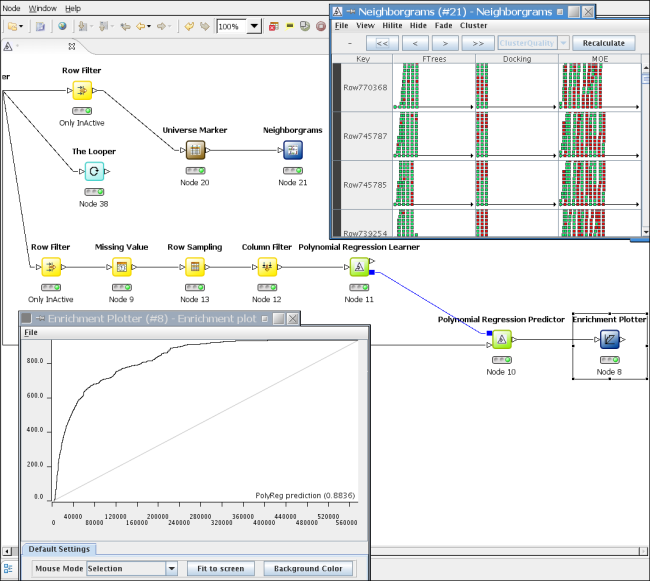 Node Window Help
100%
Neighborgrams (#21) - Neighborgrams
File View Hilite Hide Fade Cluster
- << < > >> ClusterQuality Recalculate
Key FTrees Docking MOE
Row770368
Row745787
Row745785
Row739254
er
Row Filter
Only InActive
Universe Marker
Node 20
Neighborgrams
Node 21
The Looper
Node 38
Row Filter
Only InActive
Missing Value
Node 9
Row Sampling
Node 13
Column Filter
Node 12
Polynomial Regression Learner
Node 11
Polynomial Regression Predictor
Node 10
Enrichment Plotter
Node 8
Enrichment Plotter (#8) - Enrichment plot
File
800.0
600.0
400.0
200.0
0.0
PolyReg prediction (0.8836)
0 40000 120000 200000 280000 360000 440000 520000
80000 160000 240000 320000 400000 480000 560000
Default Settings
Mouse Mode Selection Fit to screen Background Color